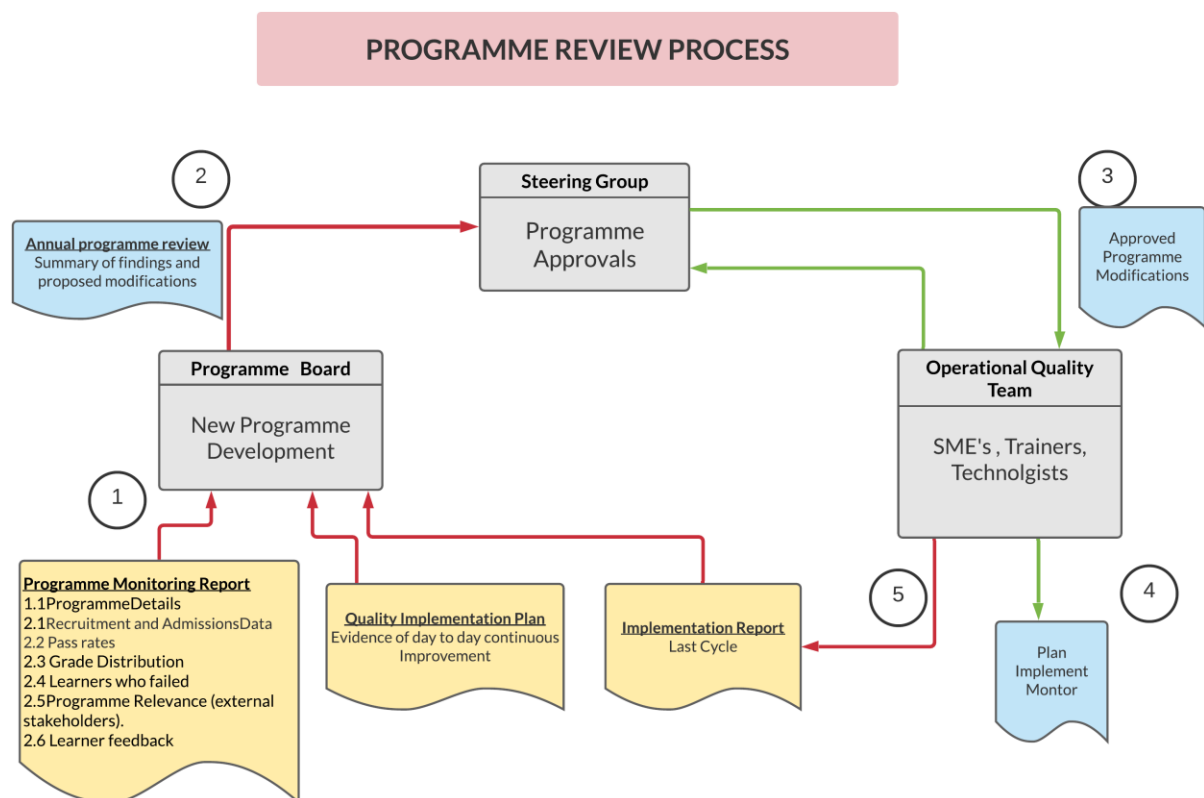 PROGRAMME REVIEW PROCESS
2
Annual programme review
Summary of findings and
proposed modifications
Steering Group
Programme
Approvals
3
Approved
Programme
Modifications
Programme Board
New Programme
Development
Operational Quality
Team
SME's , Trainers,
Technolgists
1
Programme Monitoring Report
1.1ProgrammeDetails
2.1Recruitment and AdmissionsData
2.2 Pass rates
2.3 Grade Distribution
2.4 Learners who failed
2.5Programme Relevance (external
stakeholders).
2.6 Learner feedback
Quality Implementation Plan
Evidence of day to day continuous
Improvement
Implementation Report
Last Cycle
5
4
Plan
Implement
Montor